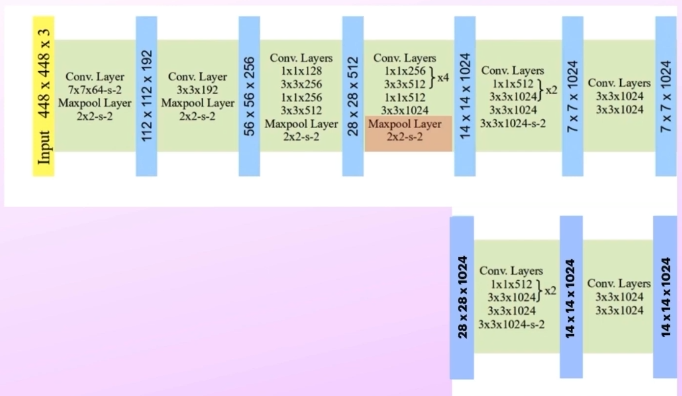 Input 448 x 448 x 3
Conv. Layer
7x7x64-s-2
Maxpool Layer
2x2-s-2
112 x 112 x 192
Conv. Layer
3x3x192
Maxpool Layer
2x2-s-2
56 x 56 x 256
Conv. Layers
1x1x128
3x3x256
1x1x256
3x3x512
Maxpool Layer
2x2-s-2
28 x 28 x 512
Conv. Layers
1x1x256
3x3x512 } x4
1x1x512
3x3x1024
Maxpool Layer
2x2-s-2
14 x 14 x 1024
Conv. Layers
1x1x512
3x3x1024 } x2
3x3x1024
3x3x1024-s-2
7 x 7 x 1024
Conv. Layers
3x3x1024
3x3x1024
7 x 7 x 1024
28 x 28 x 1024
Conv. Layers
1x1x512
3x3x1024 } x2
3x3x1024
3x3x1024-s-2
14 x 14 x 1024
Conv. Layers
3x3x1024
3x3x1024
14 x 14 x 1024